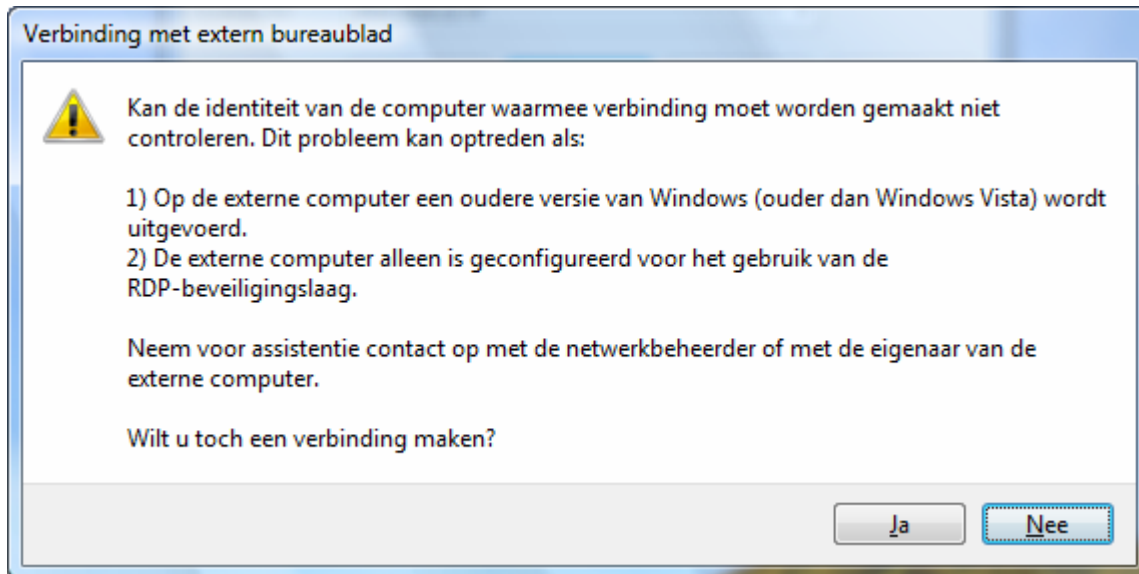 Verbinding met extern bureaublad
Kan de identiteit van de computer waarmee verbinding moet worden gemaakt niet
controleren. Dit probleem kan optreden als:
1) Op de externe computer een oudere versie van Windows (ouder dan Windows Vista) wordt
uitgevoerd.
2) De externe computer alleen is geconfigureerd voor het gebruik van de
RDP-beveiligingslaag.
Neem voor assistentie contact op met de netwerkbeheerder of met de eigenaar van de
externe computer.
Wilt u toch een verbinding maken?
Ja
Nee